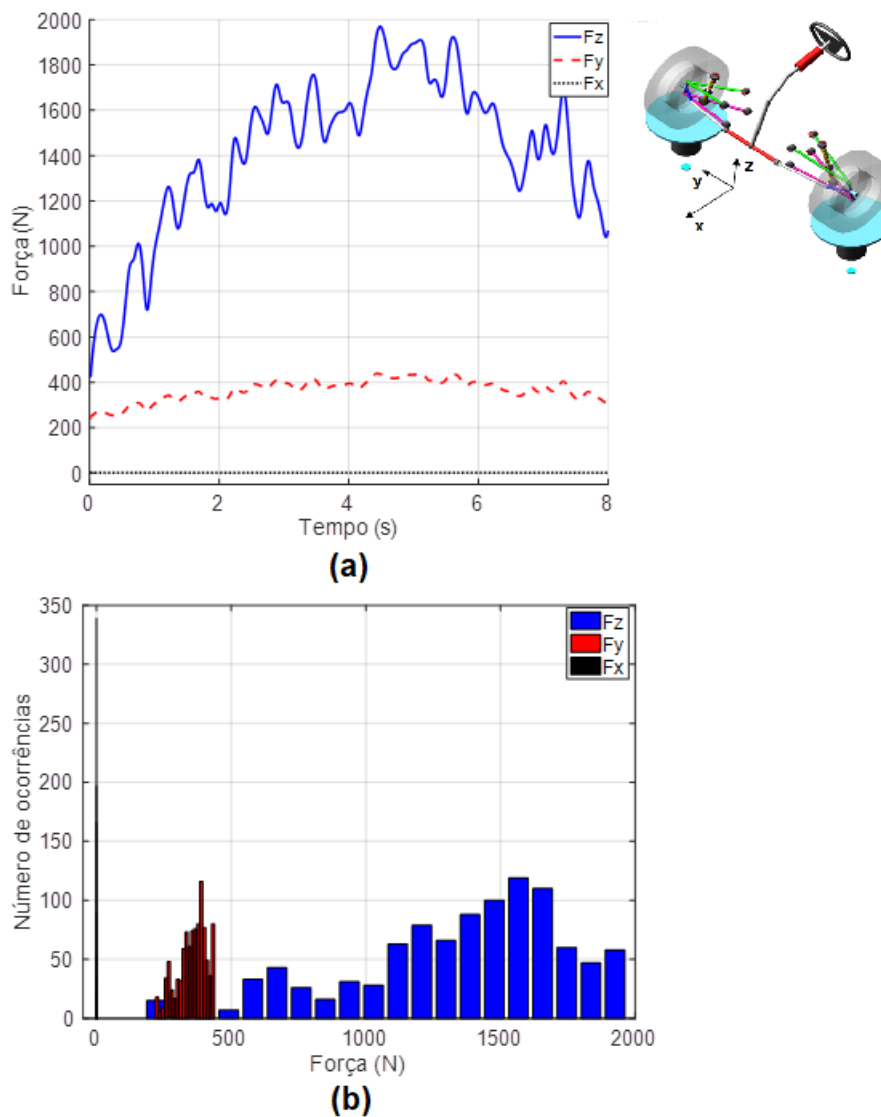 2000
1800
1600
1400
1200
1000
800
600
400
200
0
Força (N)
Fz
Fy
Fx
0 2 4 6 8
Tempo (s)
(a)
z
y
x
350
300
250
200
150
100
50
0
Número de ocorrências
Fz
Fy
Fx
0 500 1000 1500 2000
Força (N)
(b)